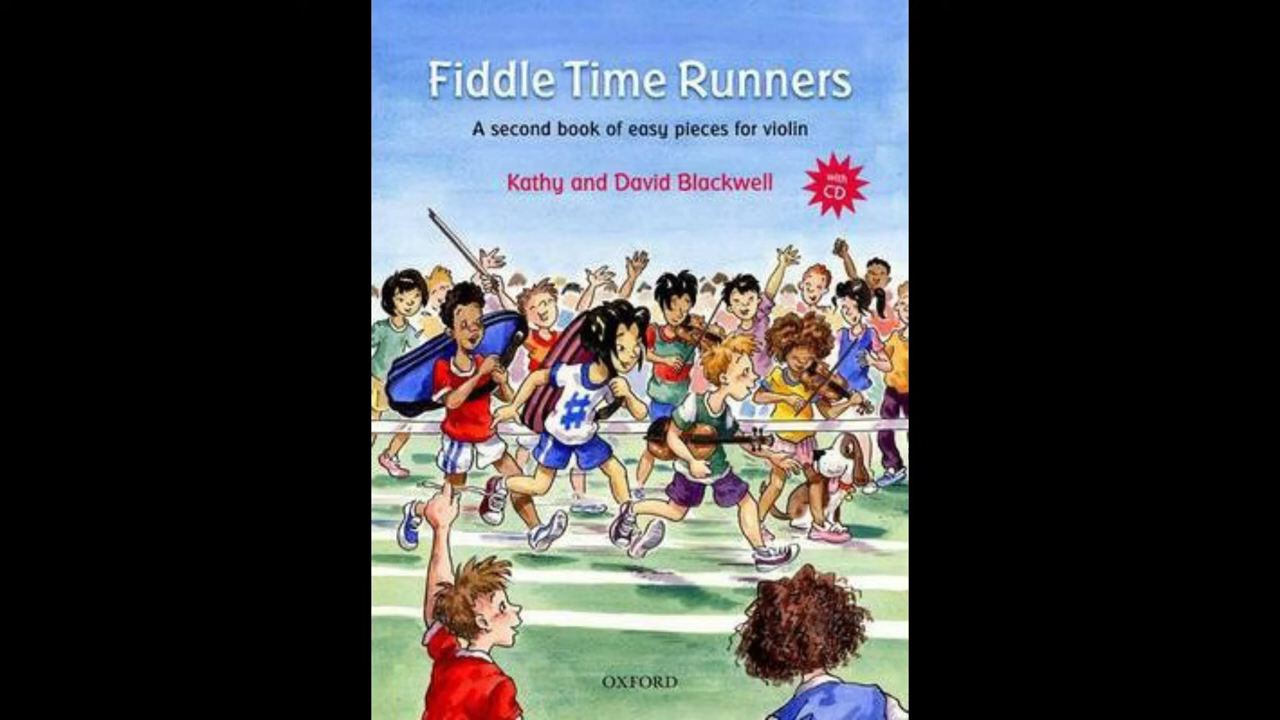 Fiddle Time Runners
A second book of easy pieces for violin
Kathy and David Blackwell
with
CD
#
OXFORD